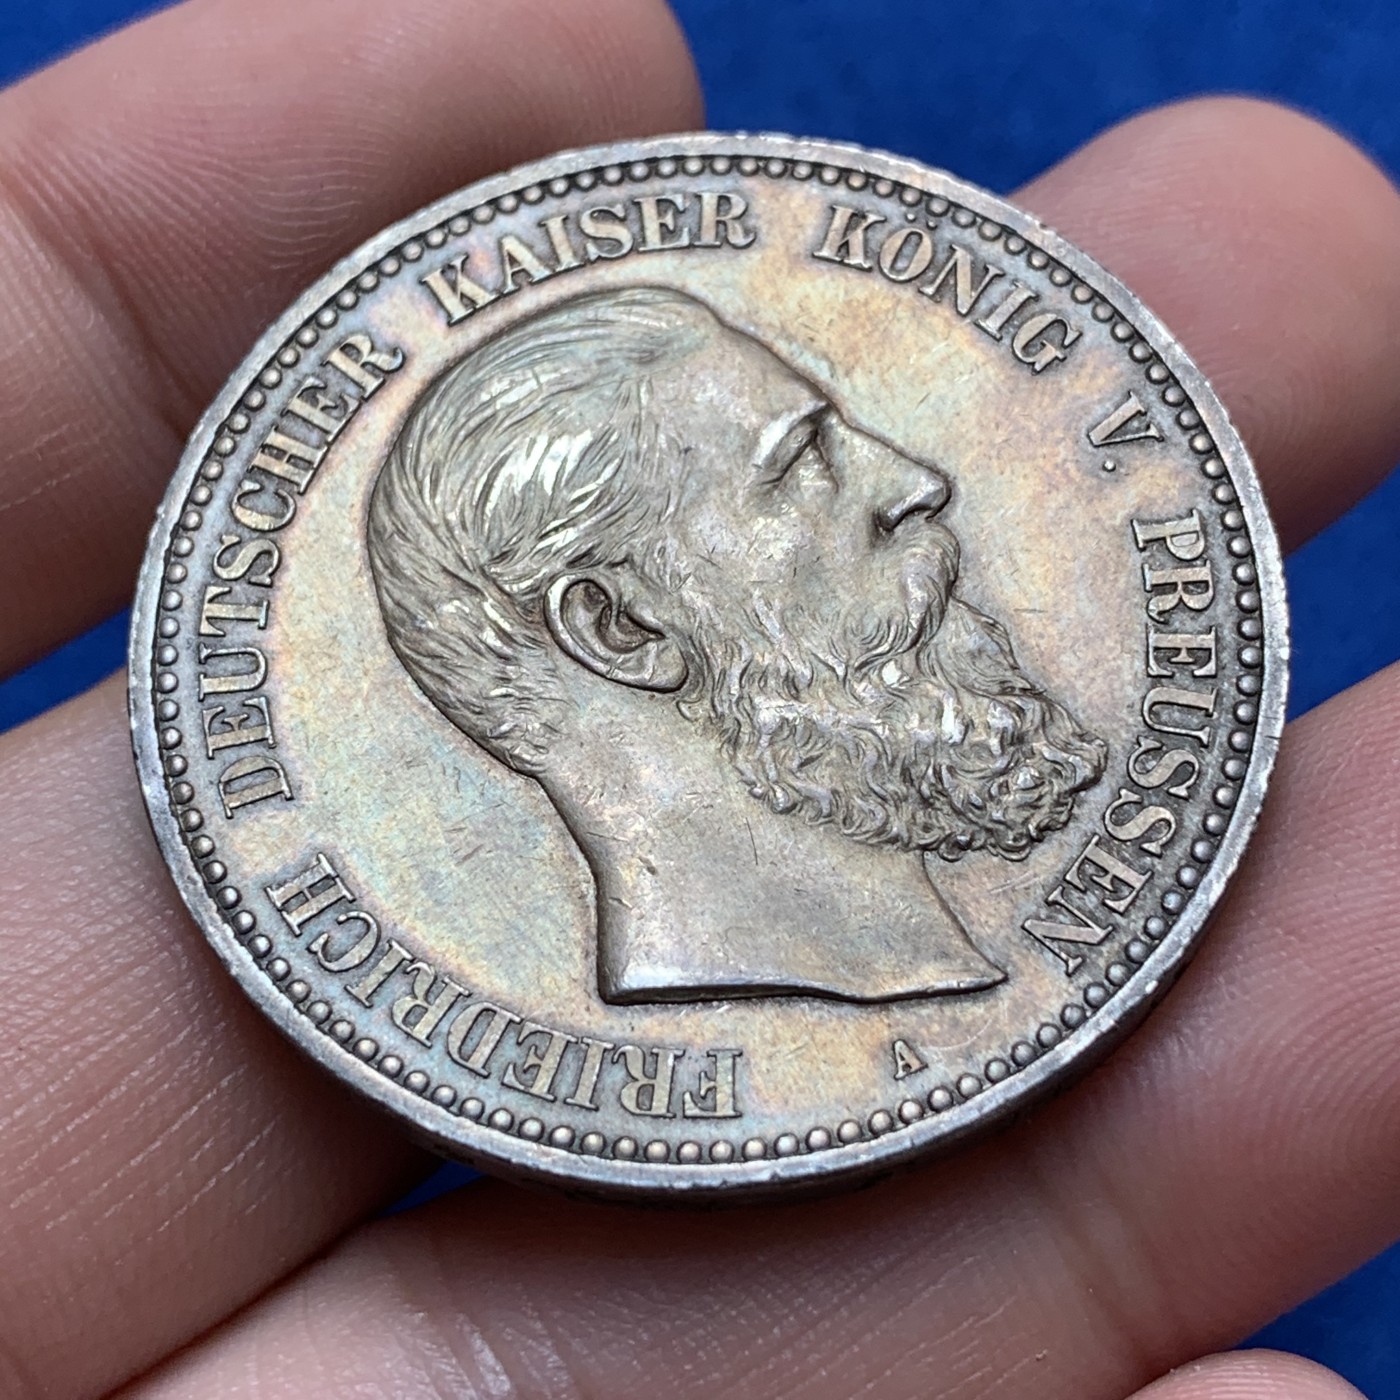 FRIEDRICH DEUTSCHER KAISER KÖNIG V. PREUSSEN
A